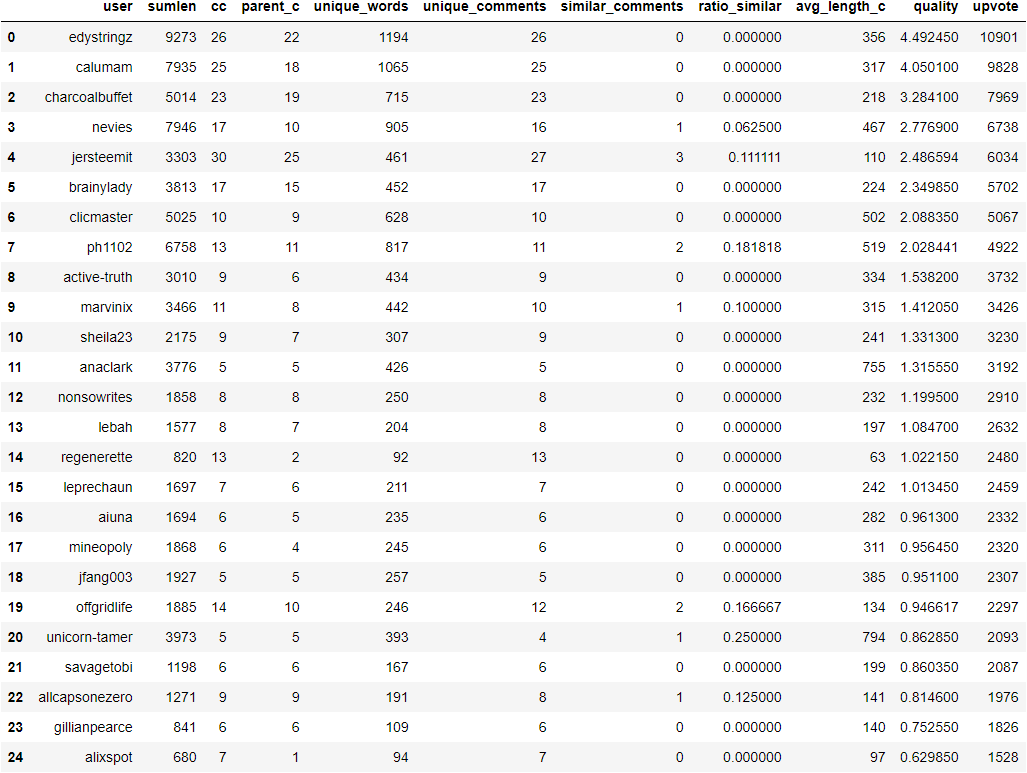 user sumlen cc parent_c unique_words unique_comments similar_comments ratio_similar avg_length_c quality upvote
0 edystringz 9273 26 22 1194 26 0 0.000000 356 4.492450 10901
1 calumam 7935 25 18 1065 25 0 0.000000 317 4.050100 9828
2 charcoalbuffet 5014 23 19 715 23 0 0.000000 218 3.284100 7969
3 nevies 7946 17 10 905 16 1 0.062500 467 2.776900 6738
4 jersteemit 3303 30 25 461 27 3 0.111111 110 2.486594 6034
5 brainylady 3813 17 15 452 17 0 0.000000 224 2.349850 5702
6 clicmaster 5025 10 9 628 10 0 0.000000 502 2.088350 5067
7 ph1102 6758 13 11 817 11 2 0.181818 519 2.028441 4922
8 active-truth 3010 9 6 434 9 0 0.000000 334 1.538200 3732
9 marvinix 3466 11 8 442 10 1 0.100000 315 1.412050 3426
10 sheila23 2175 9 7 307 9 0 0.000000 241 1.331300 3230
11 anaclark 3776 5 5 426 5 0 0.000000 755 1.315550 3192
12 nonsowrites 1858 8 8 250 8 0 0.000000 232 1.199500 2910
13 lebah 1577 8 7 204 8 0 0.000000 197 1.084700 2632
14 regenerette 820 13 2 92 13 0 0.000000 63 1.022150 2480
15 leprechaun 1697 7 6 211 7 0 0.000000 242 1.013450 2459
16 aiuna 1694 6 5 235 6 0 0.000000 282 0.961300 2332
17 mineopoly 1868 6 4 245 6 0 0.000000 311 0.956450 2320
18 jfang003 1927 5 5 257 5 0 0.000000 385 0.951100 2307
19 offgridlife 1885 14 10 246 12 2 0.166667 134 0.946617 2297
20 unicorn-tamer 3973 5 5 393 4 1 0.250000 794 0.862850 2093
21 savagetobi 1198 6 6 167 6 0 0.000000 199 0.860350 2087
22 allcapsonezero 1271 9 9 191 8 1 0.125000 141 0.814600 1976
23 gillianpearce 841 6 6 109 6 0 0.000000 140 0.752550 1826
24 alixspot 680 7 1 94 7 0 0.000000 97 0.629850 1528